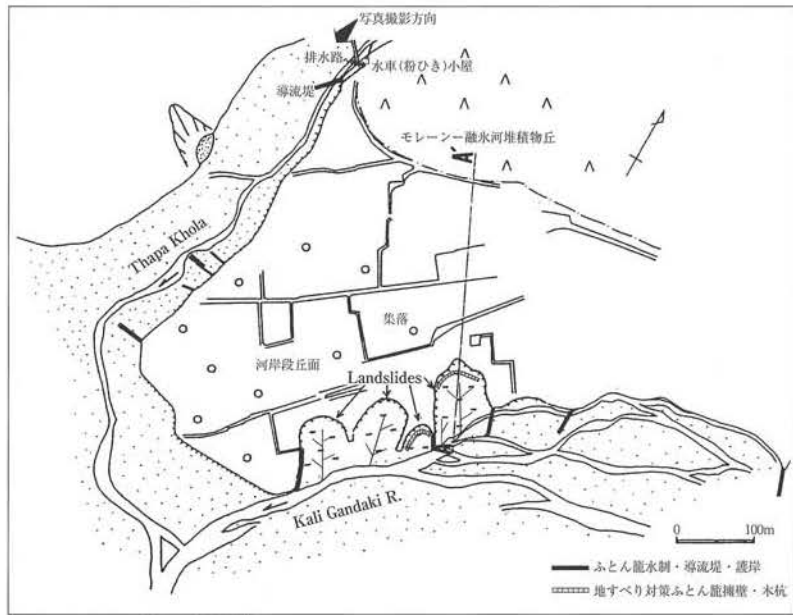 写真撮影方向
排水路
水車(粉ひき)小屋
導流堤
モレーン－融氷河堆積物丘
A'
Thapa Khola
集落
河岸段丘面
Landslides
Kali Gandaki R.
0 100m
ふとん籠水制・導流堤・護岸
地すべり対策ふとん籠擁壁・木杭